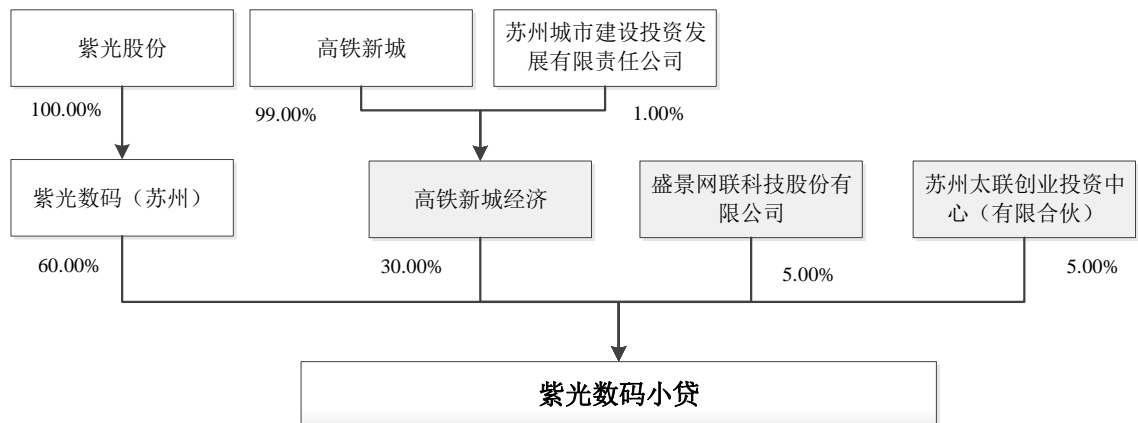 紫光股份
高铁新城
苏州城市建设投资发
展有限责任公司
100.00%
99.00%
1.00%
紫光数码（苏州）
高铁新城经济
盛景网联科技股份有
限公司
苏州太联创业投资中
心（有限合伙）
60.00%
30.00%
5.00%
5.00%
紫光数码小贷